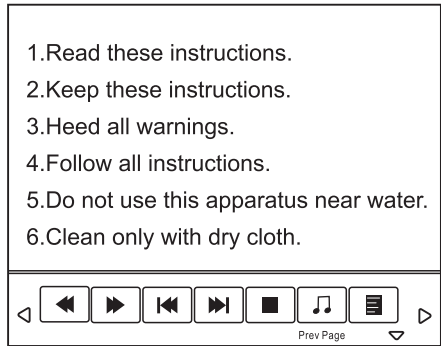 1.Read these instructions.
2.Keep these instructions.
3.Heed all warnings.
4.Follow all instructions.
5.Do not use this apparatus near water.
6.Clean only with dry cloth.
Prev Page